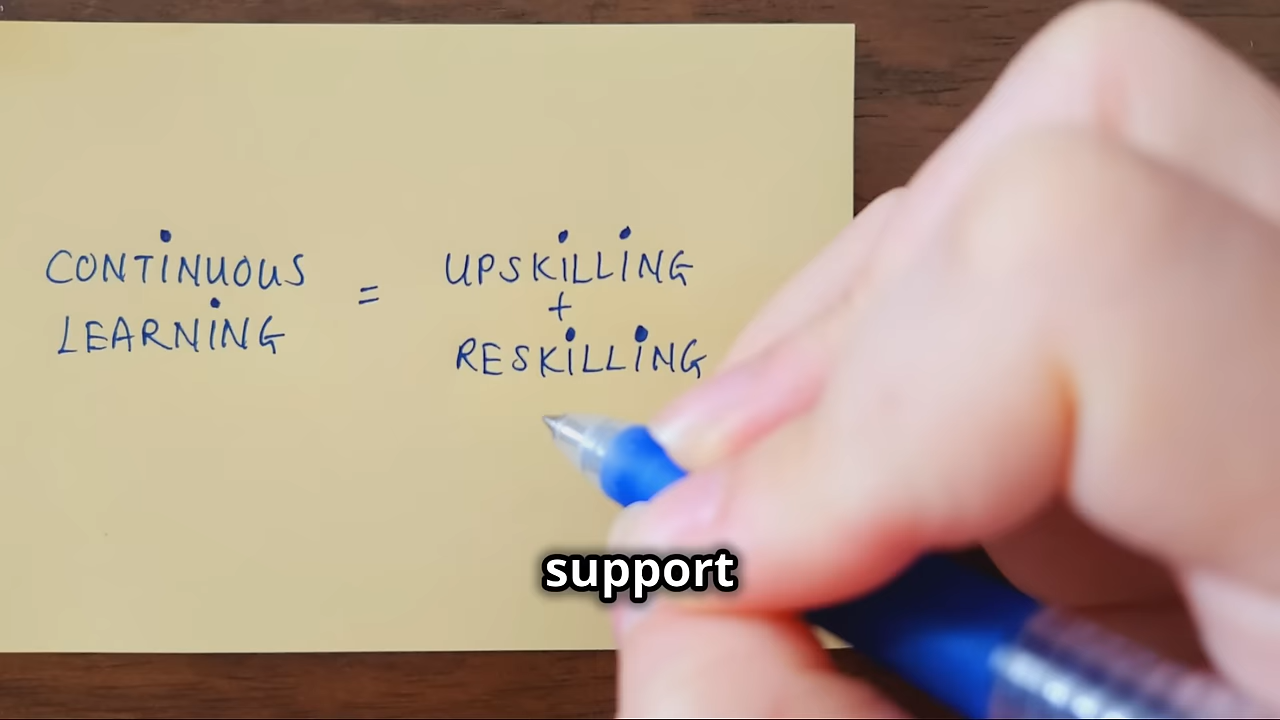 CONTiNUOUS
LEARNiNG
=
UPSKiLLiNG
+
RESKiLLiNG
support